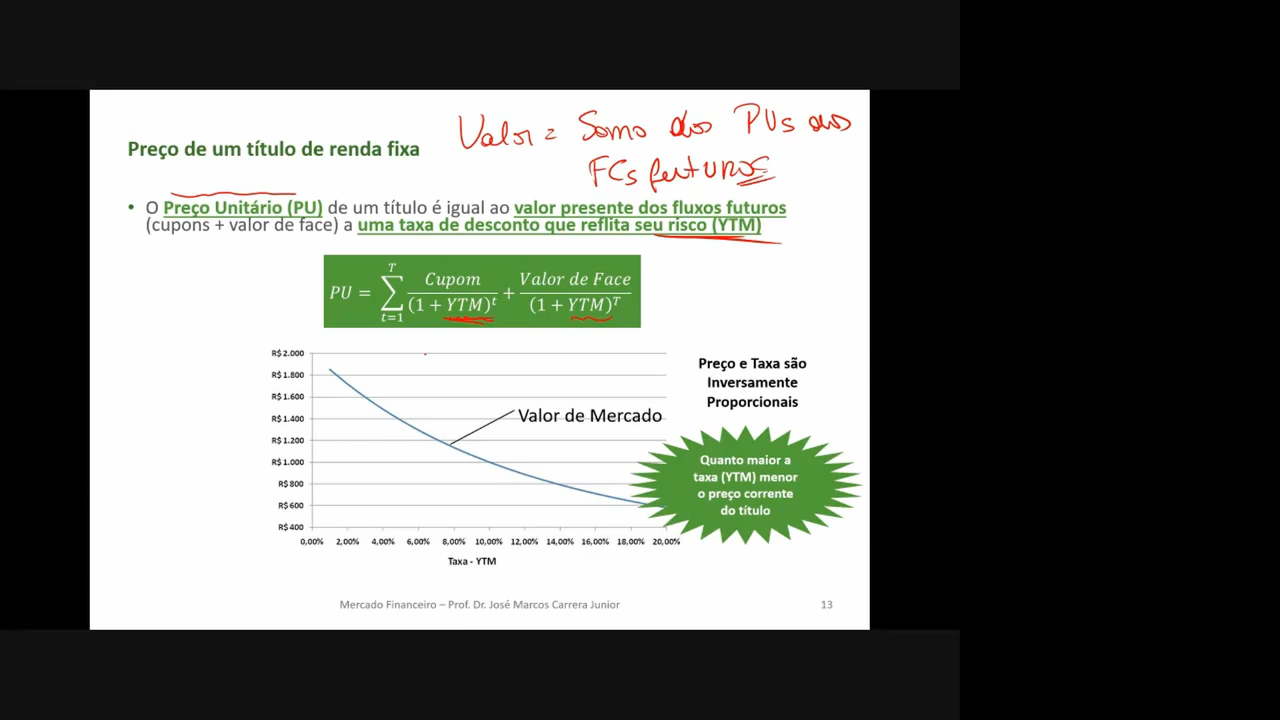 Valor = Soma dos PUs dos
FCs futuros
Preço de um título de renda fixa
• O Preço Unitário (PU) de um título é igual ao valor presente dos fluxos futuros
(cupons + valor de face) a uma taxa de desconto que reflita seu risco (YTM)
PU = \sum_{t=1}^{T} \frac{Cupom}{(1 + YTM)^t} + \frac{Valor de Face}{(1 + YTM)^T}
R$ 2.000
R$ 1.800
R$ 1.600
R$ 1.400
R$ 1.200
R$ 1.000
R$ 800
R$ 600
R$ 400
Valor de Mercado
0,00% 2,00% 4,00% 6,00% 8,00% 10,00% 12,00% 14,00% 16,00% 18,00% 20,00%
Taxa - YTM
Preço e Taxa são
Inversamente
Proporcionais
Quanto maior a
taxa (YTM) menor
o preço corrente
do título
Mercado Financeiro – Prof. Dr. José Marcos Carrera Junior
13